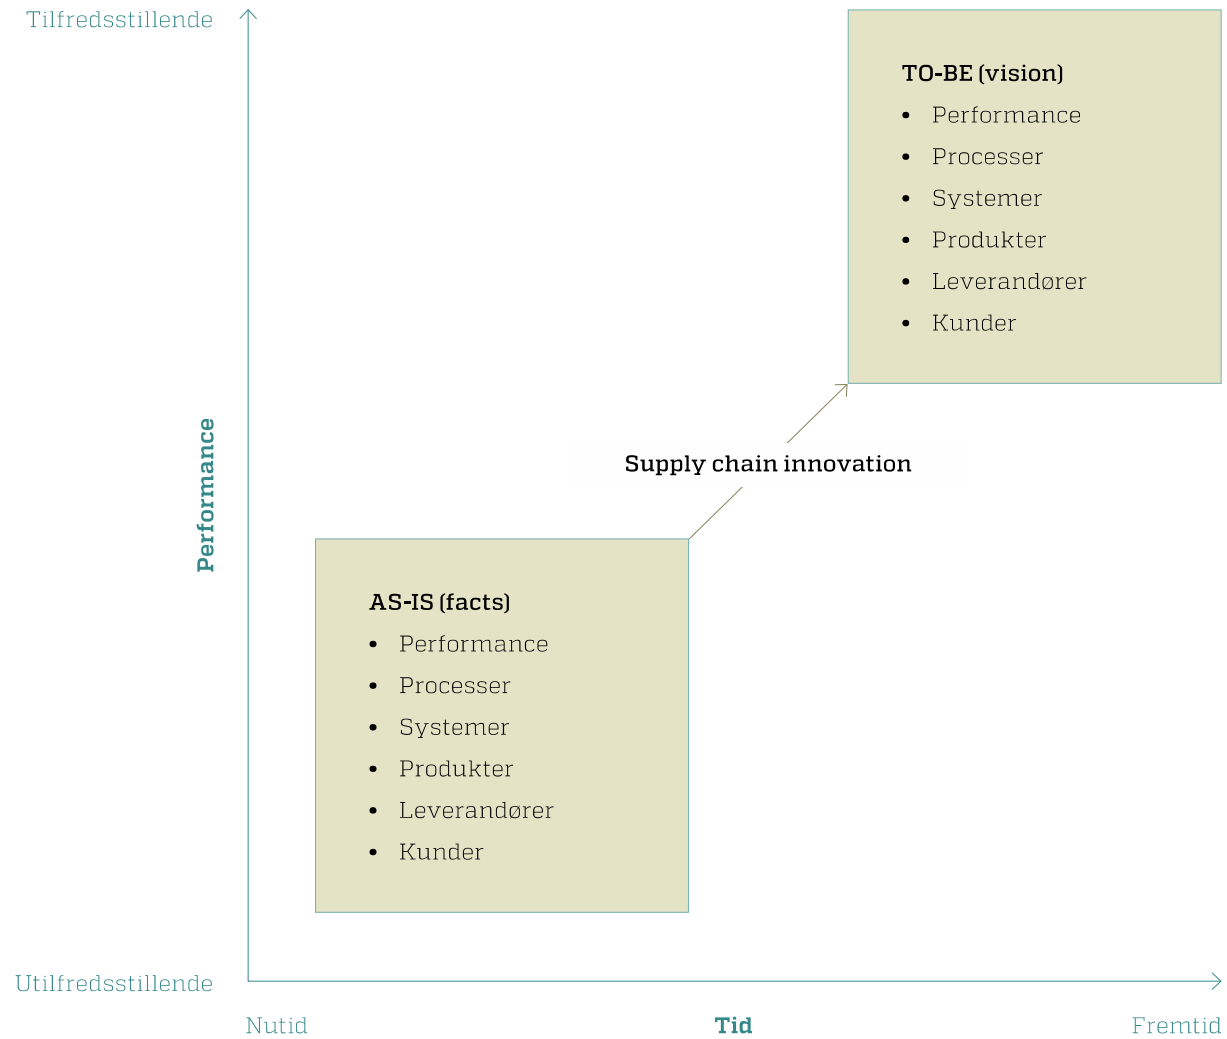 Tilfredsstillende
TO-BE (vision)
• Performance
• Processer
• Systemer
• Produkter
• Leverandører
• Kunder
Performance
Supply chain innovation
AS-IS (facts)
• Performance
• Processer
• Systemer
• Produkter
• Leverandører
• Kunder
Utilfredsstillende
Nutid Tid Fremtid